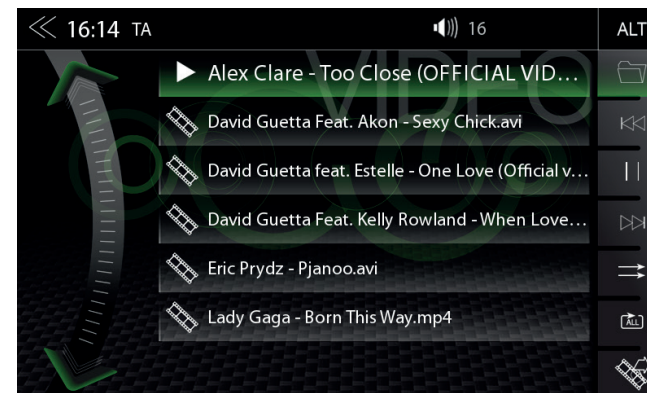 16:14 TA 16 ALT
VIDEO
Alex Clare - Too Close (OFFICIAL VID...
David Guetta Feat. Akon - Sexy Chick.avi
David Guetta feat. Estelle - One Love (Official v...
David Guetta Feat. Kelly Rowland - When Love...
Eric Prydz - Pjanoo.avi
Lady Gaga - Born This Way.mp4
ALL